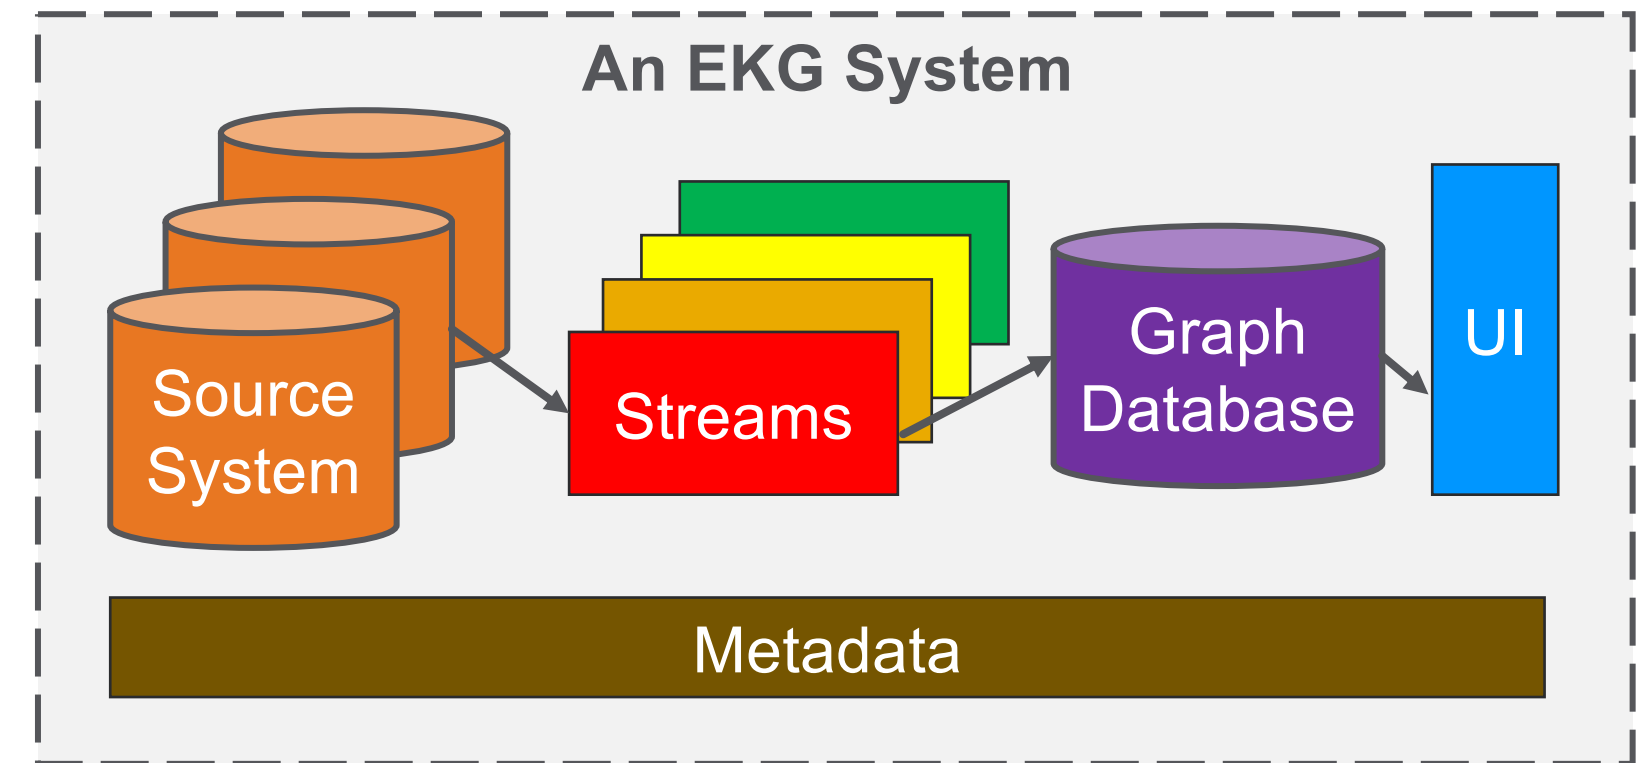 An EKG System
Source
System
Streams
Graph
Database
UI
Metadata